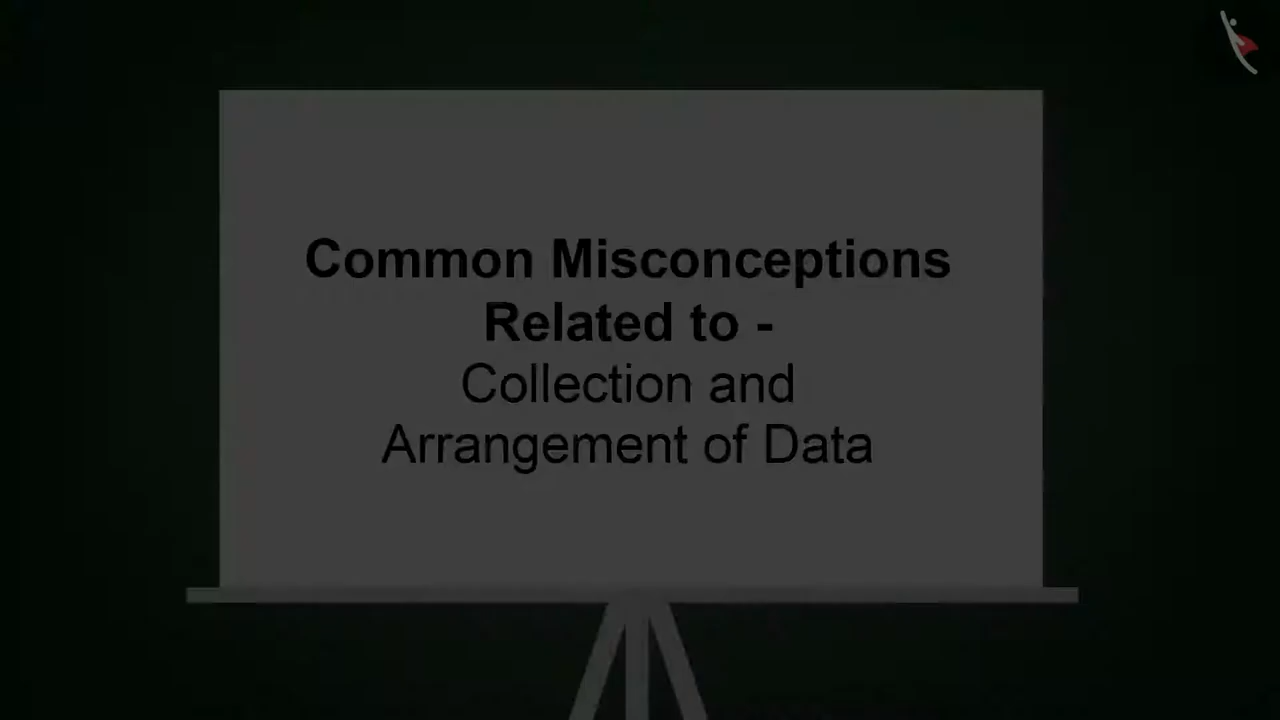 Common Misconceptions
Related to -
Collection and
Arrangement of Data